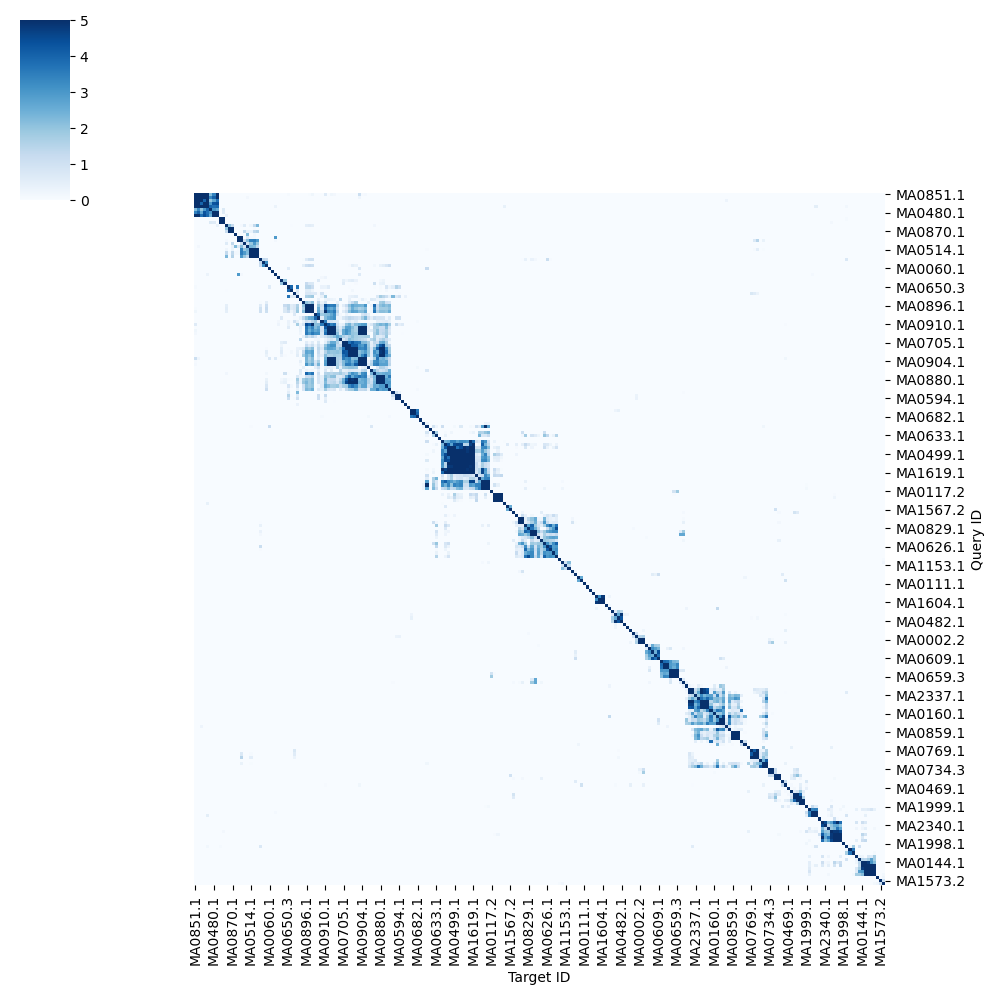 5
4
3
2
1
0
MA0851.1
MA0480.1
MA0870.1
MA0514.1
MA0060.1
MA0650.3
MA0896.1
MA0910.1
MA0705.1
MA0904.1
MA0880.1
MA0594.1
MA0682.1
MA0633.1
MA0499.1
MA1619.1
MA0117.2
MA1567.2
MA0829.1
MA0626.1
MA1153.1
MA0111.1
MA1604.1
MA0482.1
MA0002.2
MA0609.1
MA0659.3
MA2337.1
MA0160.1
MA0859.1
MA0769.1
MA0734.3
MA0469.1
MA1999.1
MA2340.1
MA1998.1
MA0144.1
MA1573.2
Query ID
MA0851.1
MA0480.1
MA0870.1
MA0514.1
MA0060.1
MA0650.3
MA0896.1
MA0910.1
MA0705.1
MA0904.1
MA0880.1
MA0594.1
MA0682.1
MA0633.1
MA0499.1
MA1619.1
MA0117.2
MA1567.2
MA0829.1
MA0626.1
MA1153.1
MA0111.1
MA1604.1
MA0482.1
MA0002.2
MA0609.1
MA0659.3
MA2337.1
MA0160.1
MA0859.1
MA0769.1
MA0734.3
MA0469.1
MA1999.1
MA2340.1
MA1998.1
MA0144.1
MA1573.2
Target ID